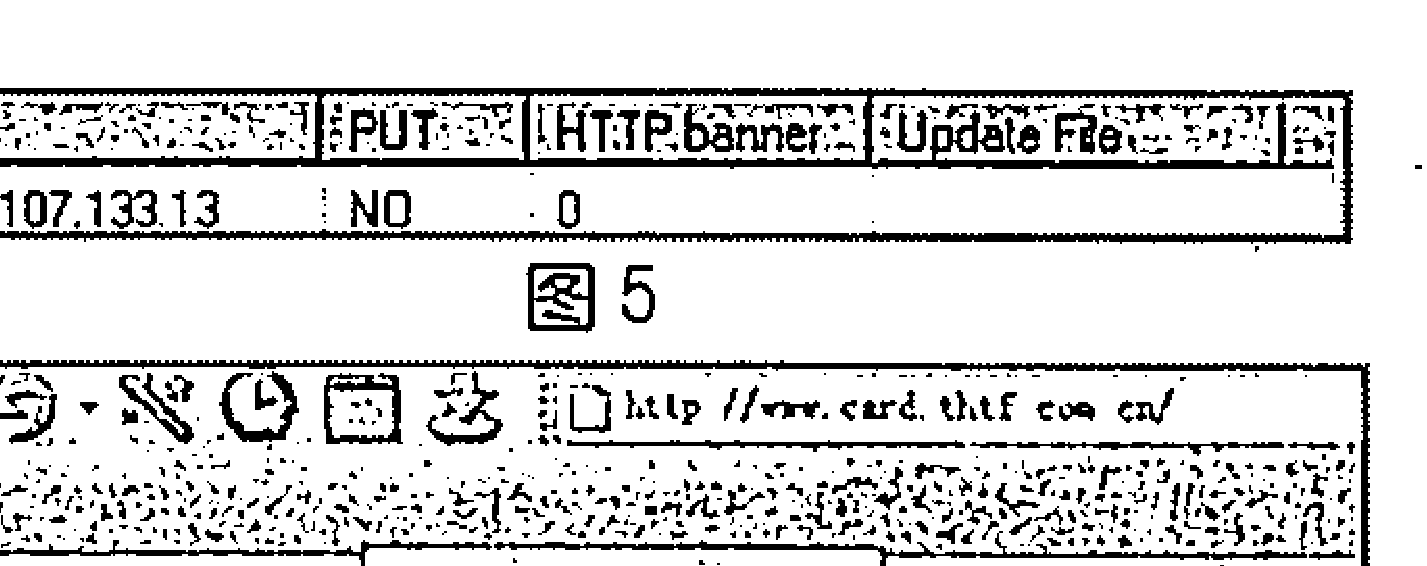 PUT HTTP banner Update File
107.133.13 NO 0
图 5
http //www.card.thtf com cn/